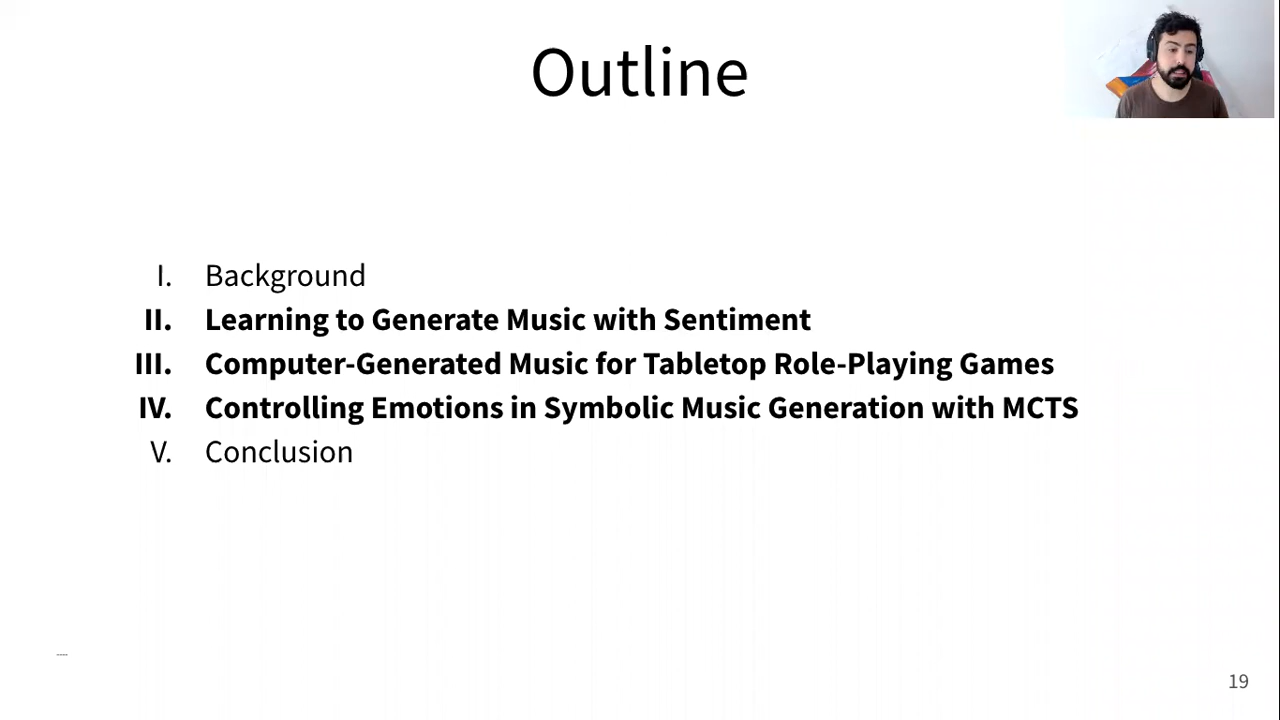 Outline
I. Background
II. Learning to Generate Music with Sentiment
III. Computer-Generated Music for Tabletop Role-Playing Games
IV. Controlling Emotions in Symbolic Music Generation with MCTS
V. Conclusion
19